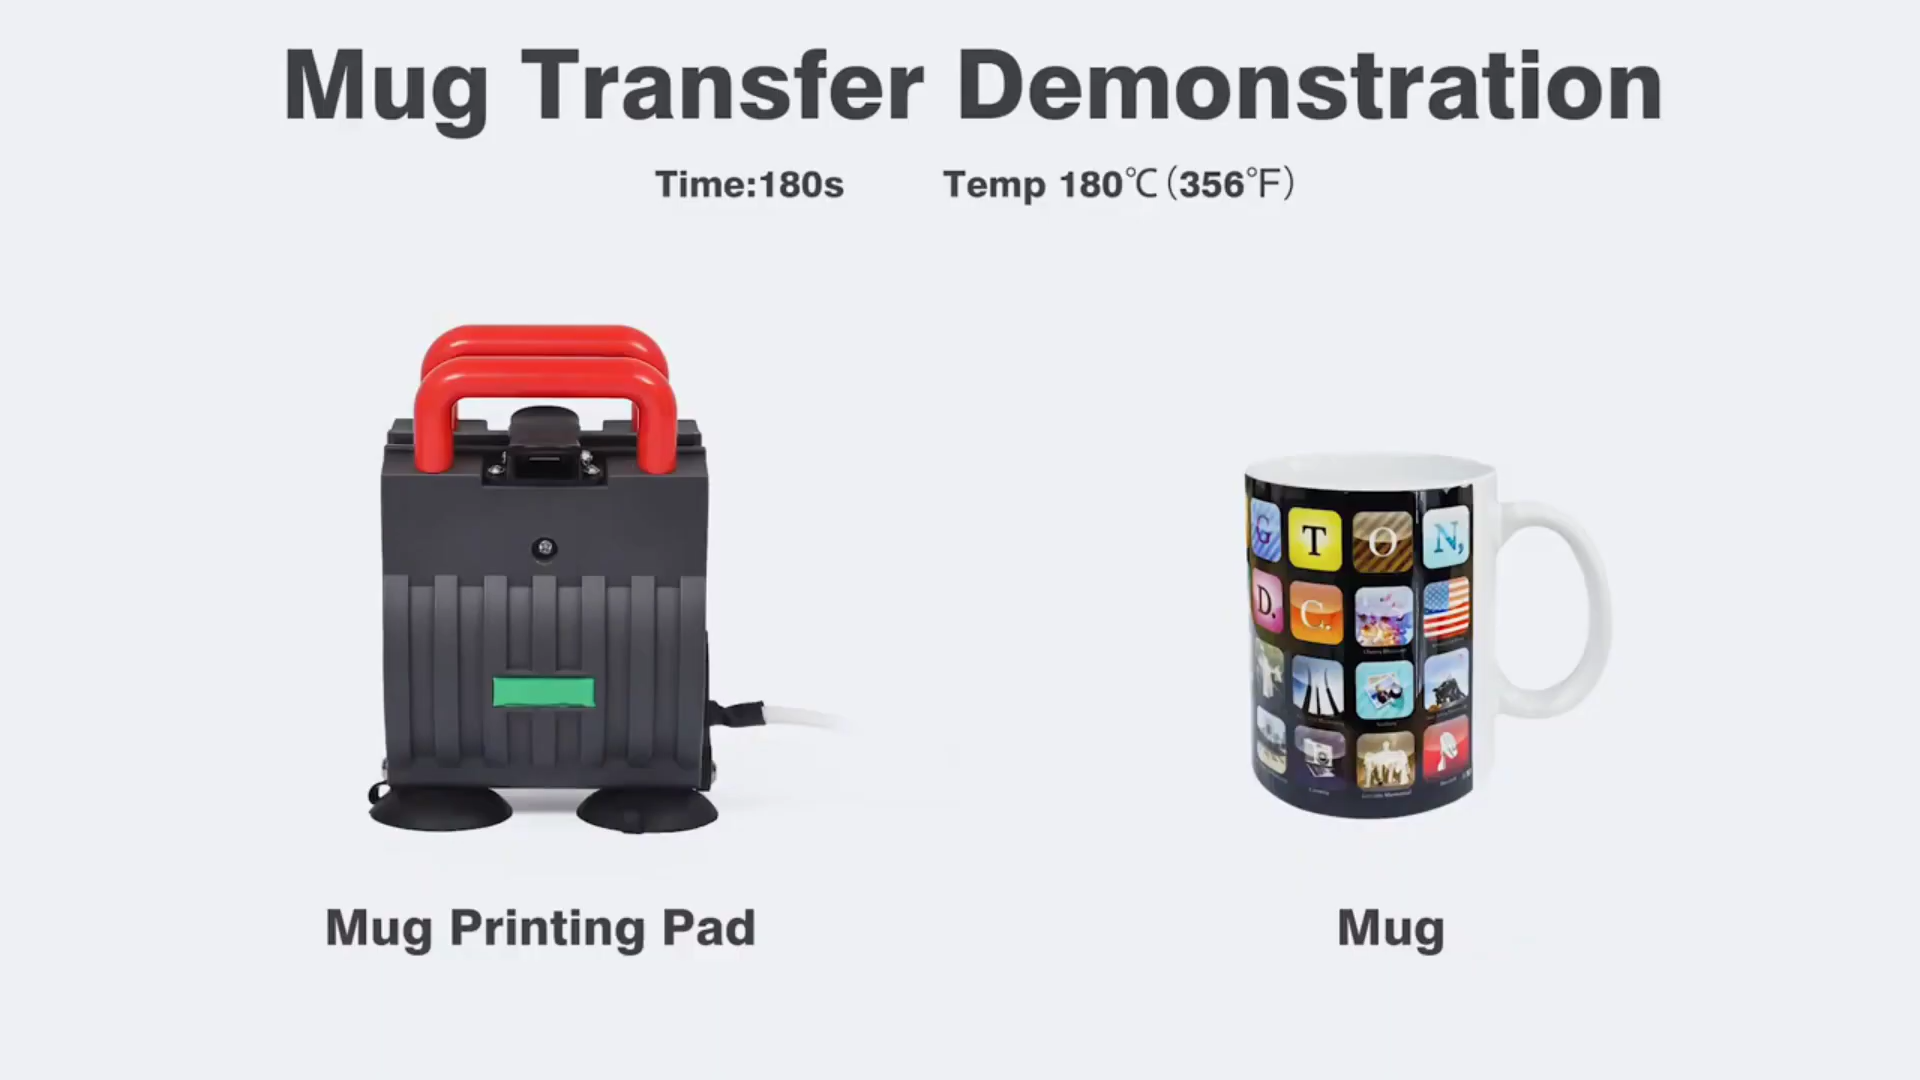 Mug Transfer Demonstration
Time:180s Temp 180℃(356℉)
G T O N,
D. C.
Mug Printing Pad
Mug